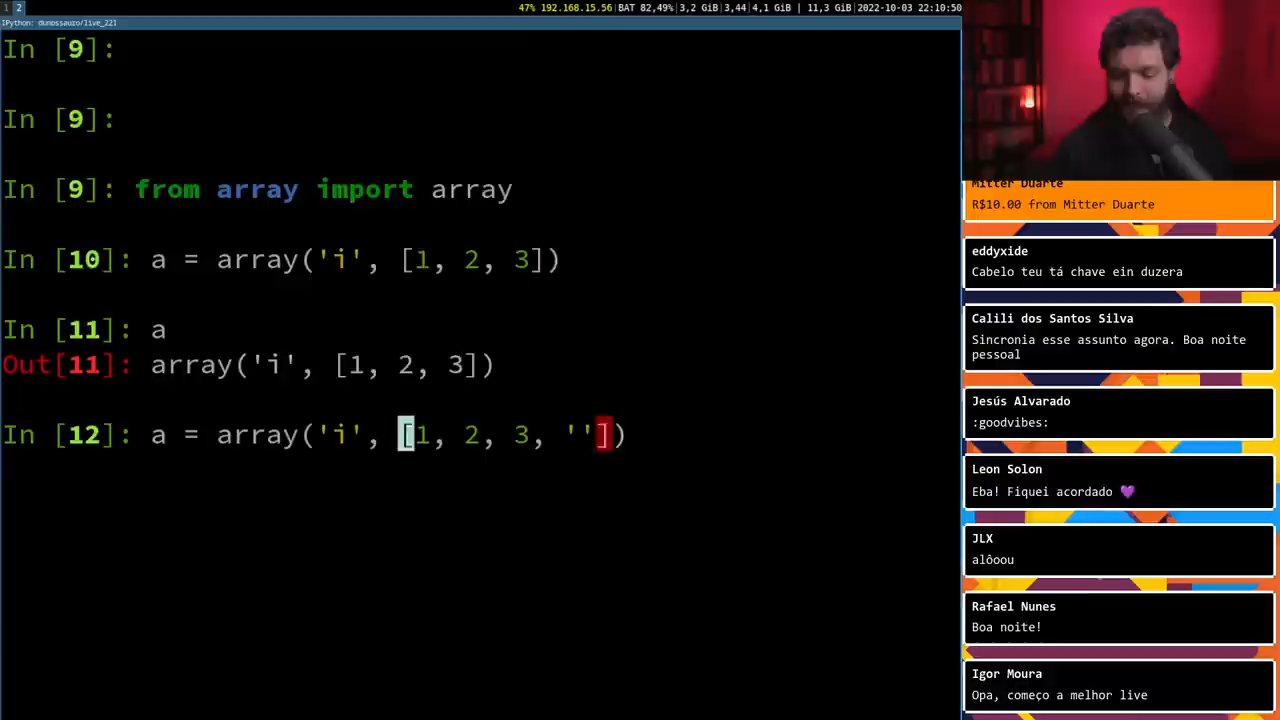 1 2
47% 192.168.15.56|BAT 82,49%|3,2 GiB|3,44|4,1 GiB | 11,3 GiB|2022-10-03 22:10:50
IPython: dunossauro/live_221
In [9]:
In [9]:
In [9]: from array import array
In [10]: a = array('i', [1, 2, 3])
In [11]: a
Out[11]: array('i', [1, 2, 3])
In [12]: a = array('i', [1, 2, 3, ''])
Mitter Duarte
R$10.00 from Mitter Duarte
eddyxide
Cabelo teu tá chave ein duzera
Calili dos Santos Silva
Sincronia esse assunto agora. Boa noite
pessoal
Jesús Alvarado
:goodvibes:
Leon Solon
Eba! Fiquei acordado 💜
JLX
alôoou
Rafael Nunes
Boa noite!
Igor Moura
Opa, começo a melhor live